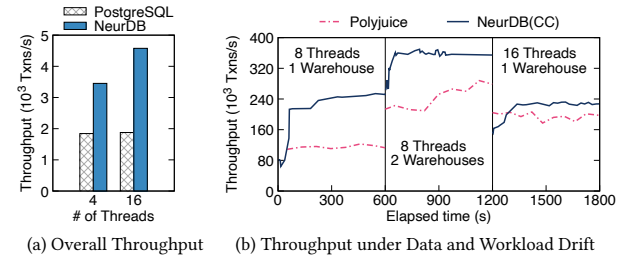 PostgreSQL
NeurDB
Throughput (10³ Txns/s)
5
4
3
2
1
0
4
16
# of Threads
(a) Overall Throughput
Polyjuice
NeurDB(CC)
Throughput (10³ Txns/s)
400
320
240
160
80
0
8 Threads
1 Warehouse
8 Threads
2 Warehouses
16 Threads
1 Warehouse
0
300
600
900
1200
1500
1800
Elapsed time (s)
(b) Throughput under Data and Workload Drift